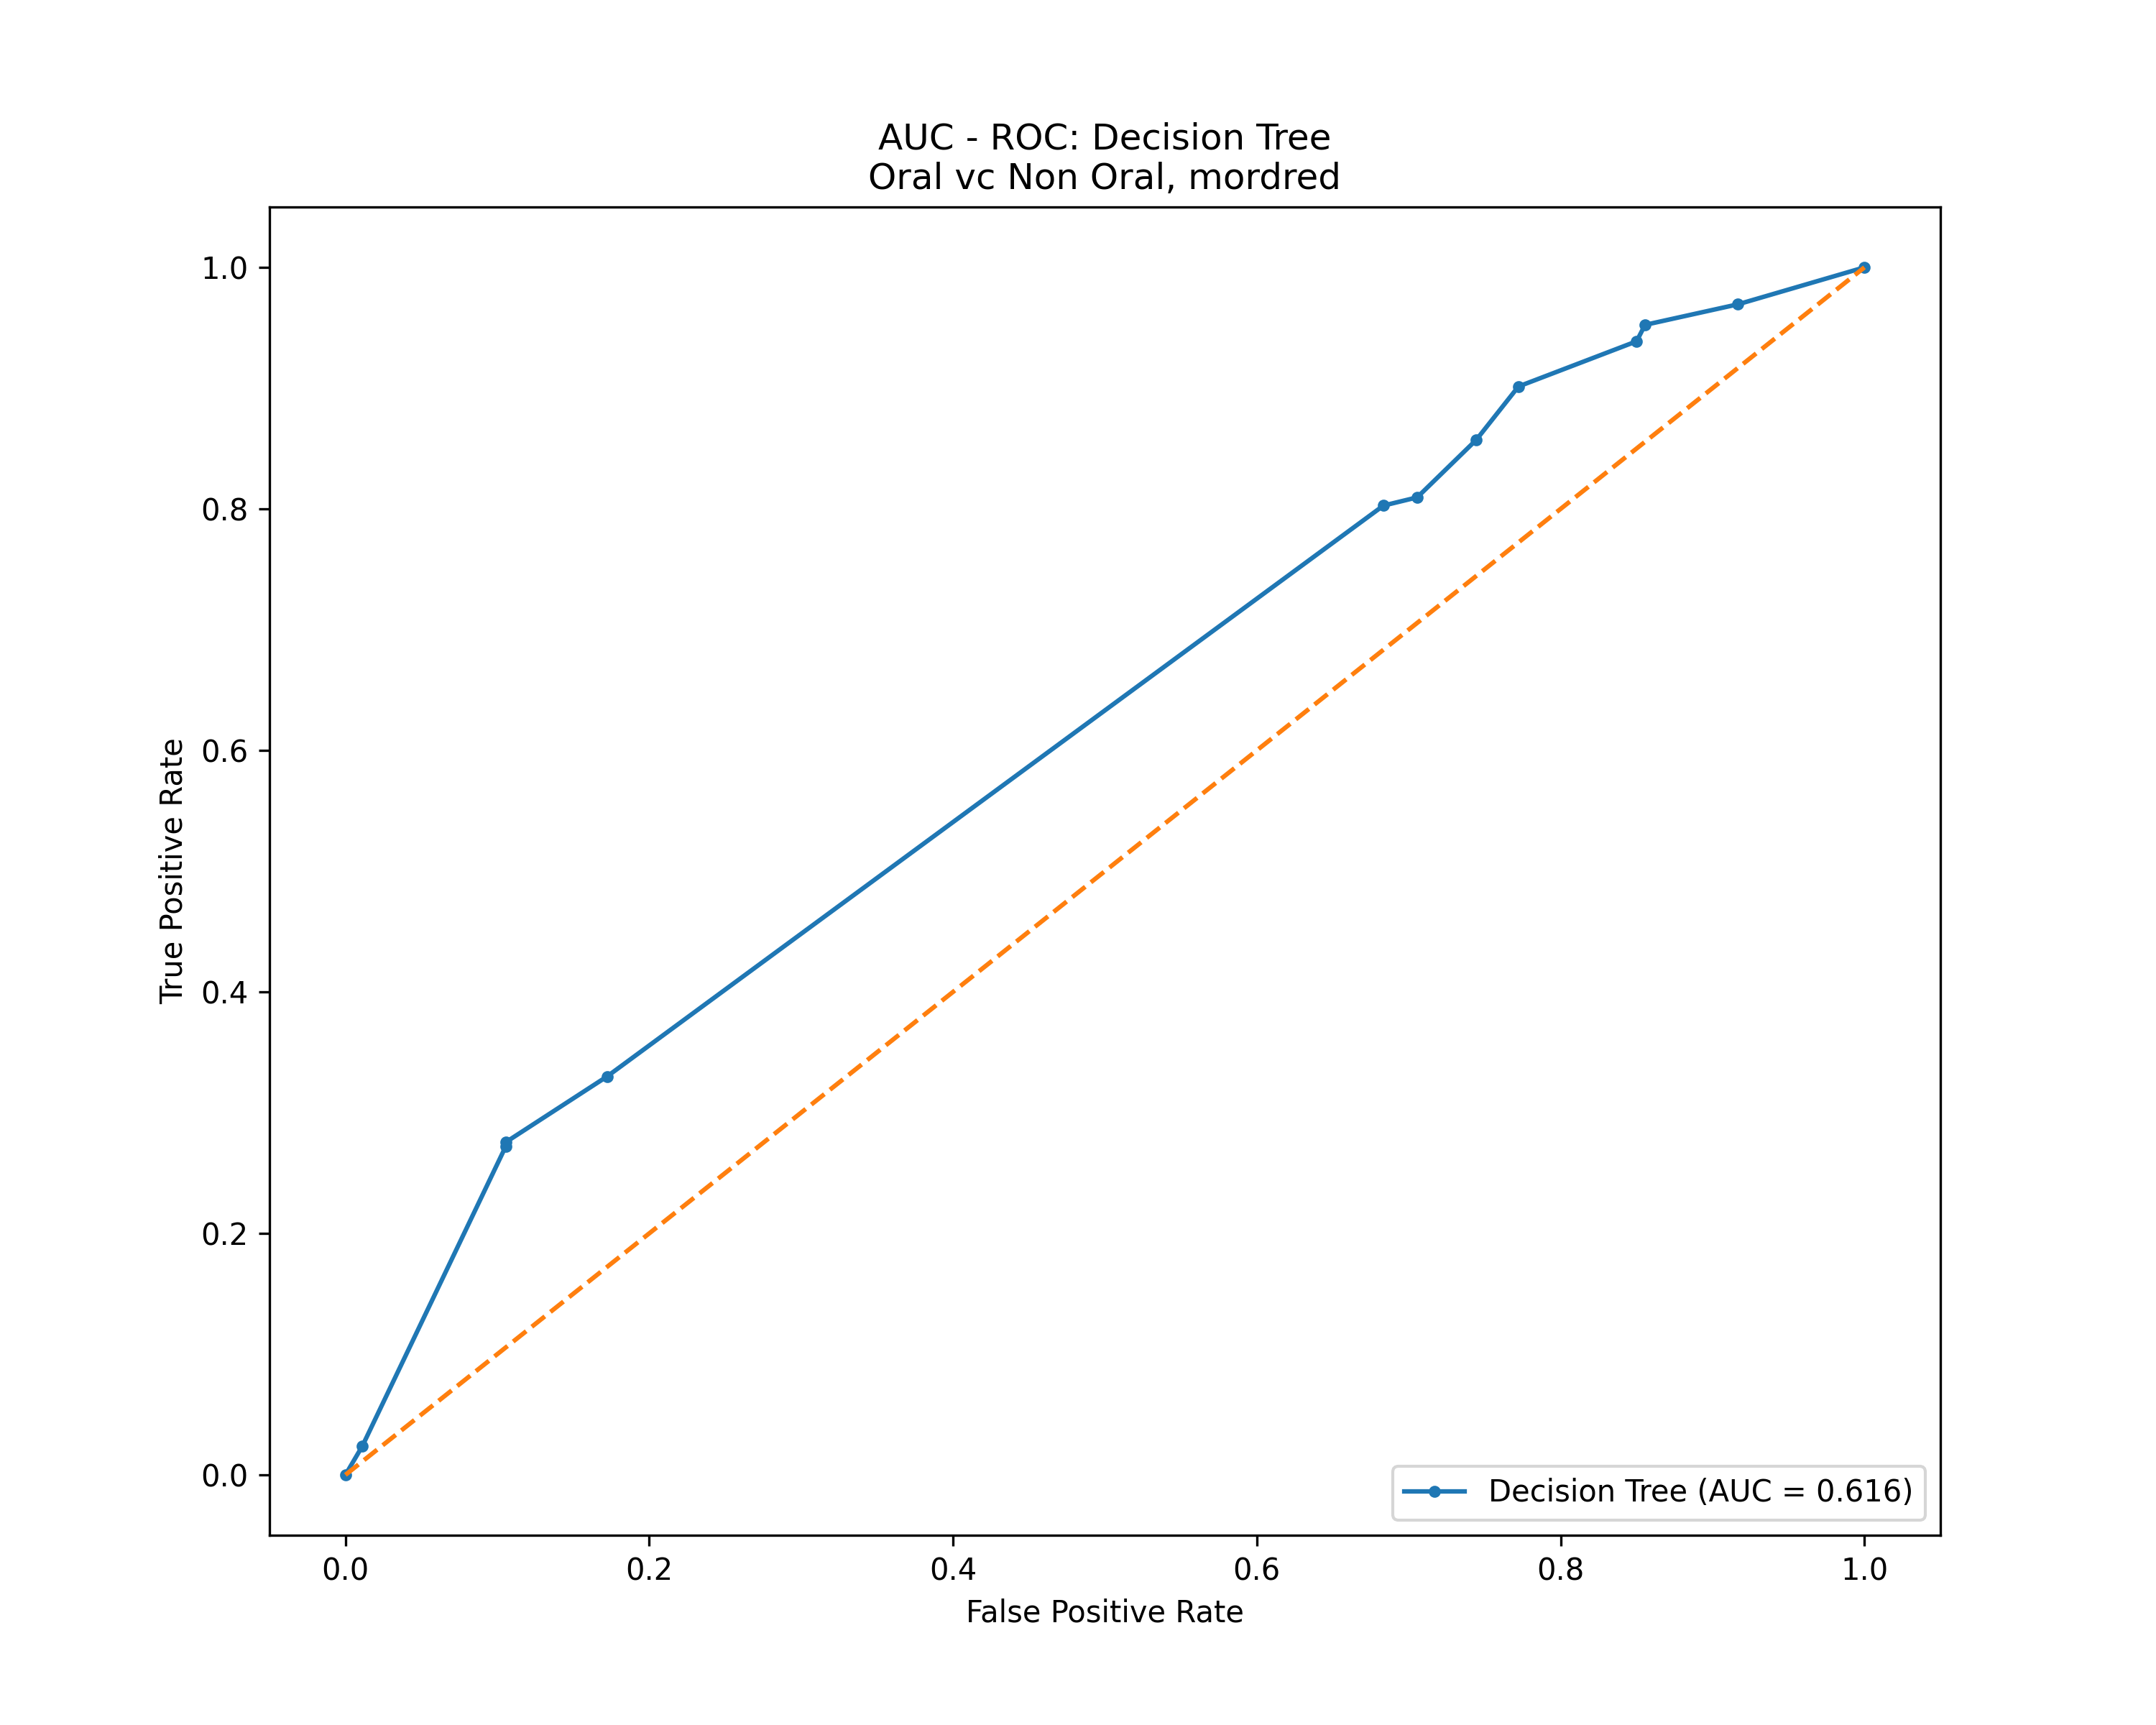 AUC - ROC: Decision Tree
Oral vc Non Oral, mordred
True Positive Rate
1.0
0.8
0.6
0.4
0.2
0.0
Decision Tree (AUC = 0.616)
0.0 0.2 0.4 0.6 0.8 1.0
False Positive Rate